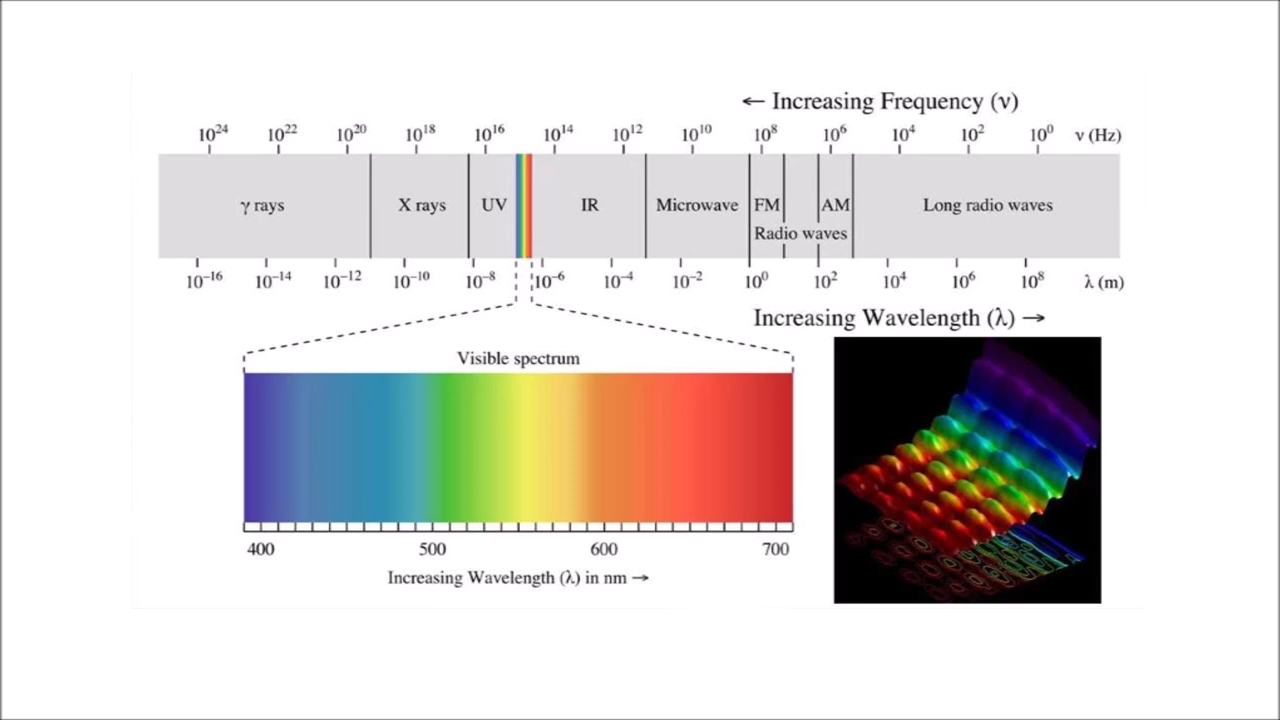 ← Increasing Frequency (ν)
10²⁴ 10²² 10²⁰ 10¹⁸ 10¹⁶ 10¹⁴ 10¹² 10¹⁰ 10⁸ 10⁶ 10⁴ 10² 10⁰ ν (Hz)
γ rays X rays UV IR Microwave FM AM Long radio waves
Radio waves
10⁻¹⁶ 10⁻¹⁴ 10⁻¹² 10⁻¹⁰ 10⁻⁸ 10⁻⁶ 10⁻⁴ 10⁻² 10⁰ 10² 10⁴ 10⁶ 10⁸ λ (m)
Increasing Wavelength (λ) →
Visible spectrum
400 500 600 700
Increasing Wavelength (λ) in nm →